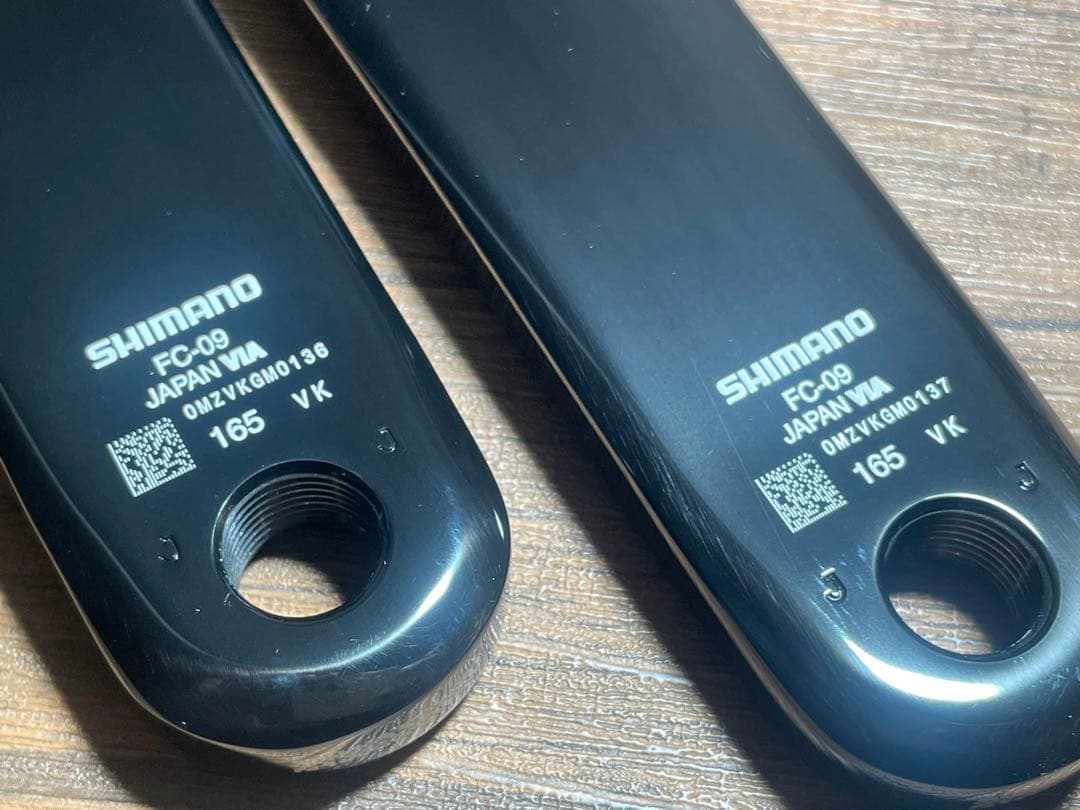 SHIMANO
FC-09
JAPAN VIA
0MZVKGM0136
165 VK
J
J
SHIMANO
FC-09
JAPAN VIA
0MZVKGM0137
165 VK
J
J